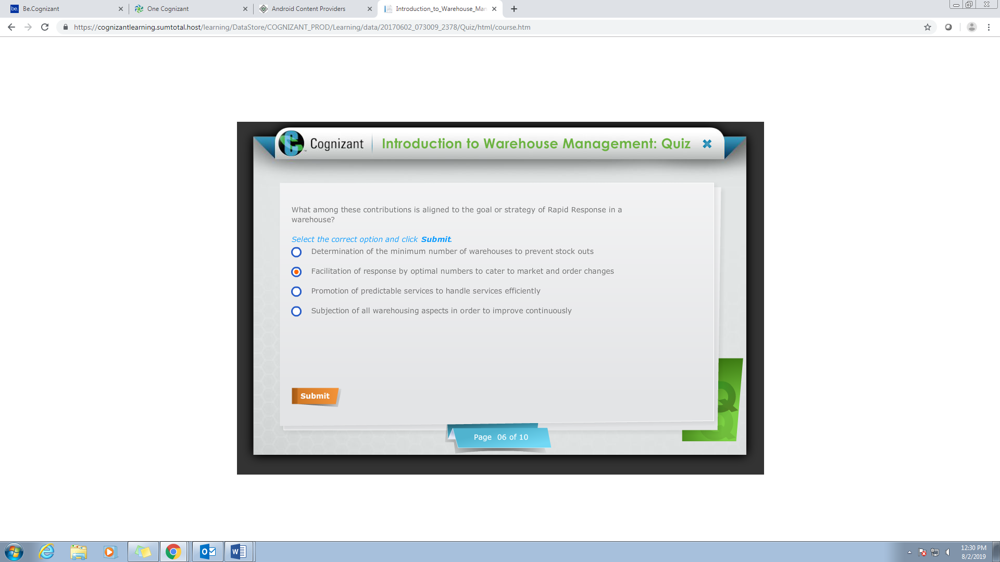 Be.Cognizant
One Cognizant
Android Content Providers
Introduction_to_Warehouse_Man
https://cognizantlearning.sumtotal.host/learning/DataStore/COGNIZANT_PROD/Learning/data/20170602_073009_2378/Quiz/html/course.htm
Cognizant
Introduction to Warehouse Management: Quiz
What among these contributions is aligned to the goal or strategy of Rapid Response in a
warehouse?
Select the correct option and click Submit.
Determination of the minimum number of warehouses to prevent stock outs
Facilitation of response by optimal numbers to cater to market and order changes
Promotion of predictable services to handle services efficiently
Subjection of all warehousing aspects in order to improve continuously
Submit
Page 06 of 10
12:30 PM
8/2/2019